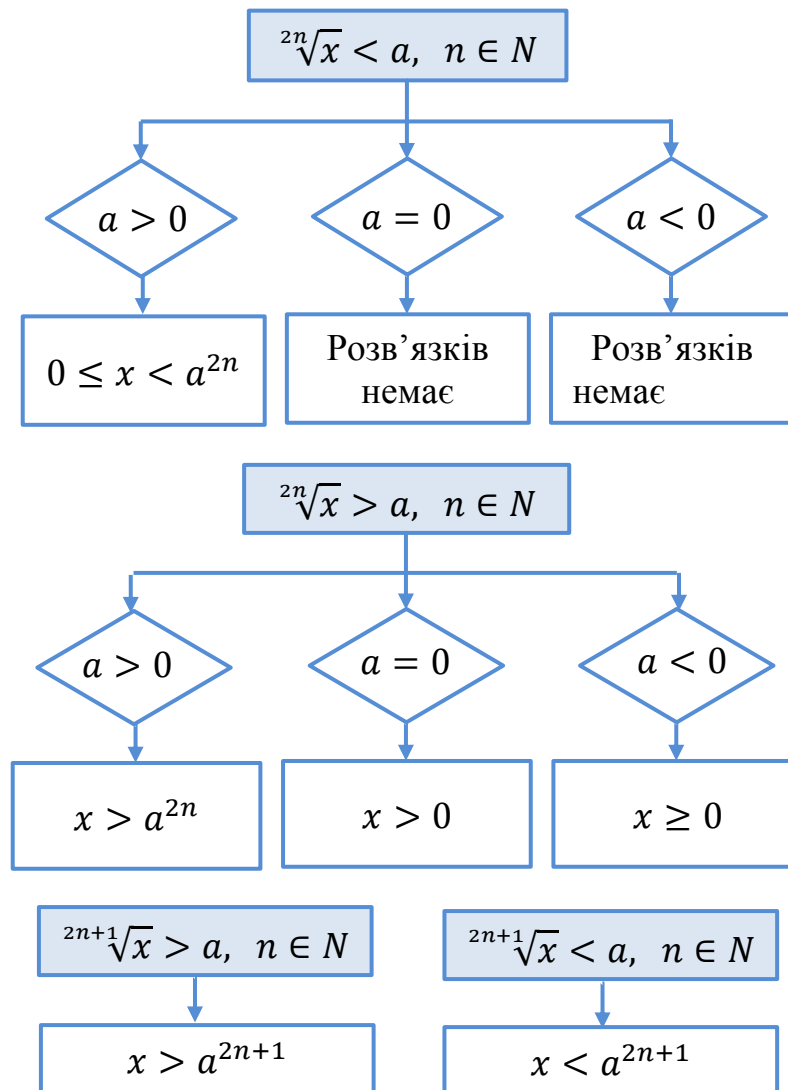 ²ⁿ√x < a, n ∈ N
a > 0
a = 0
a < 0
0 ≤ x < a²ⁿ
Розв’язків
немає
Розв’язків
немає
²ⁿ√x > a, n ∈ N
a > 0
a = 0
a < 0
x > a²ⁿ
x > 0
x ≥ 0
²ⁿ⁺¹√x > a, n ∈ N
²ⁿ⁺¹√x < a, n ∈ N
x > a²ⁿ⁺¹
x < a²ⁿ⁺¹